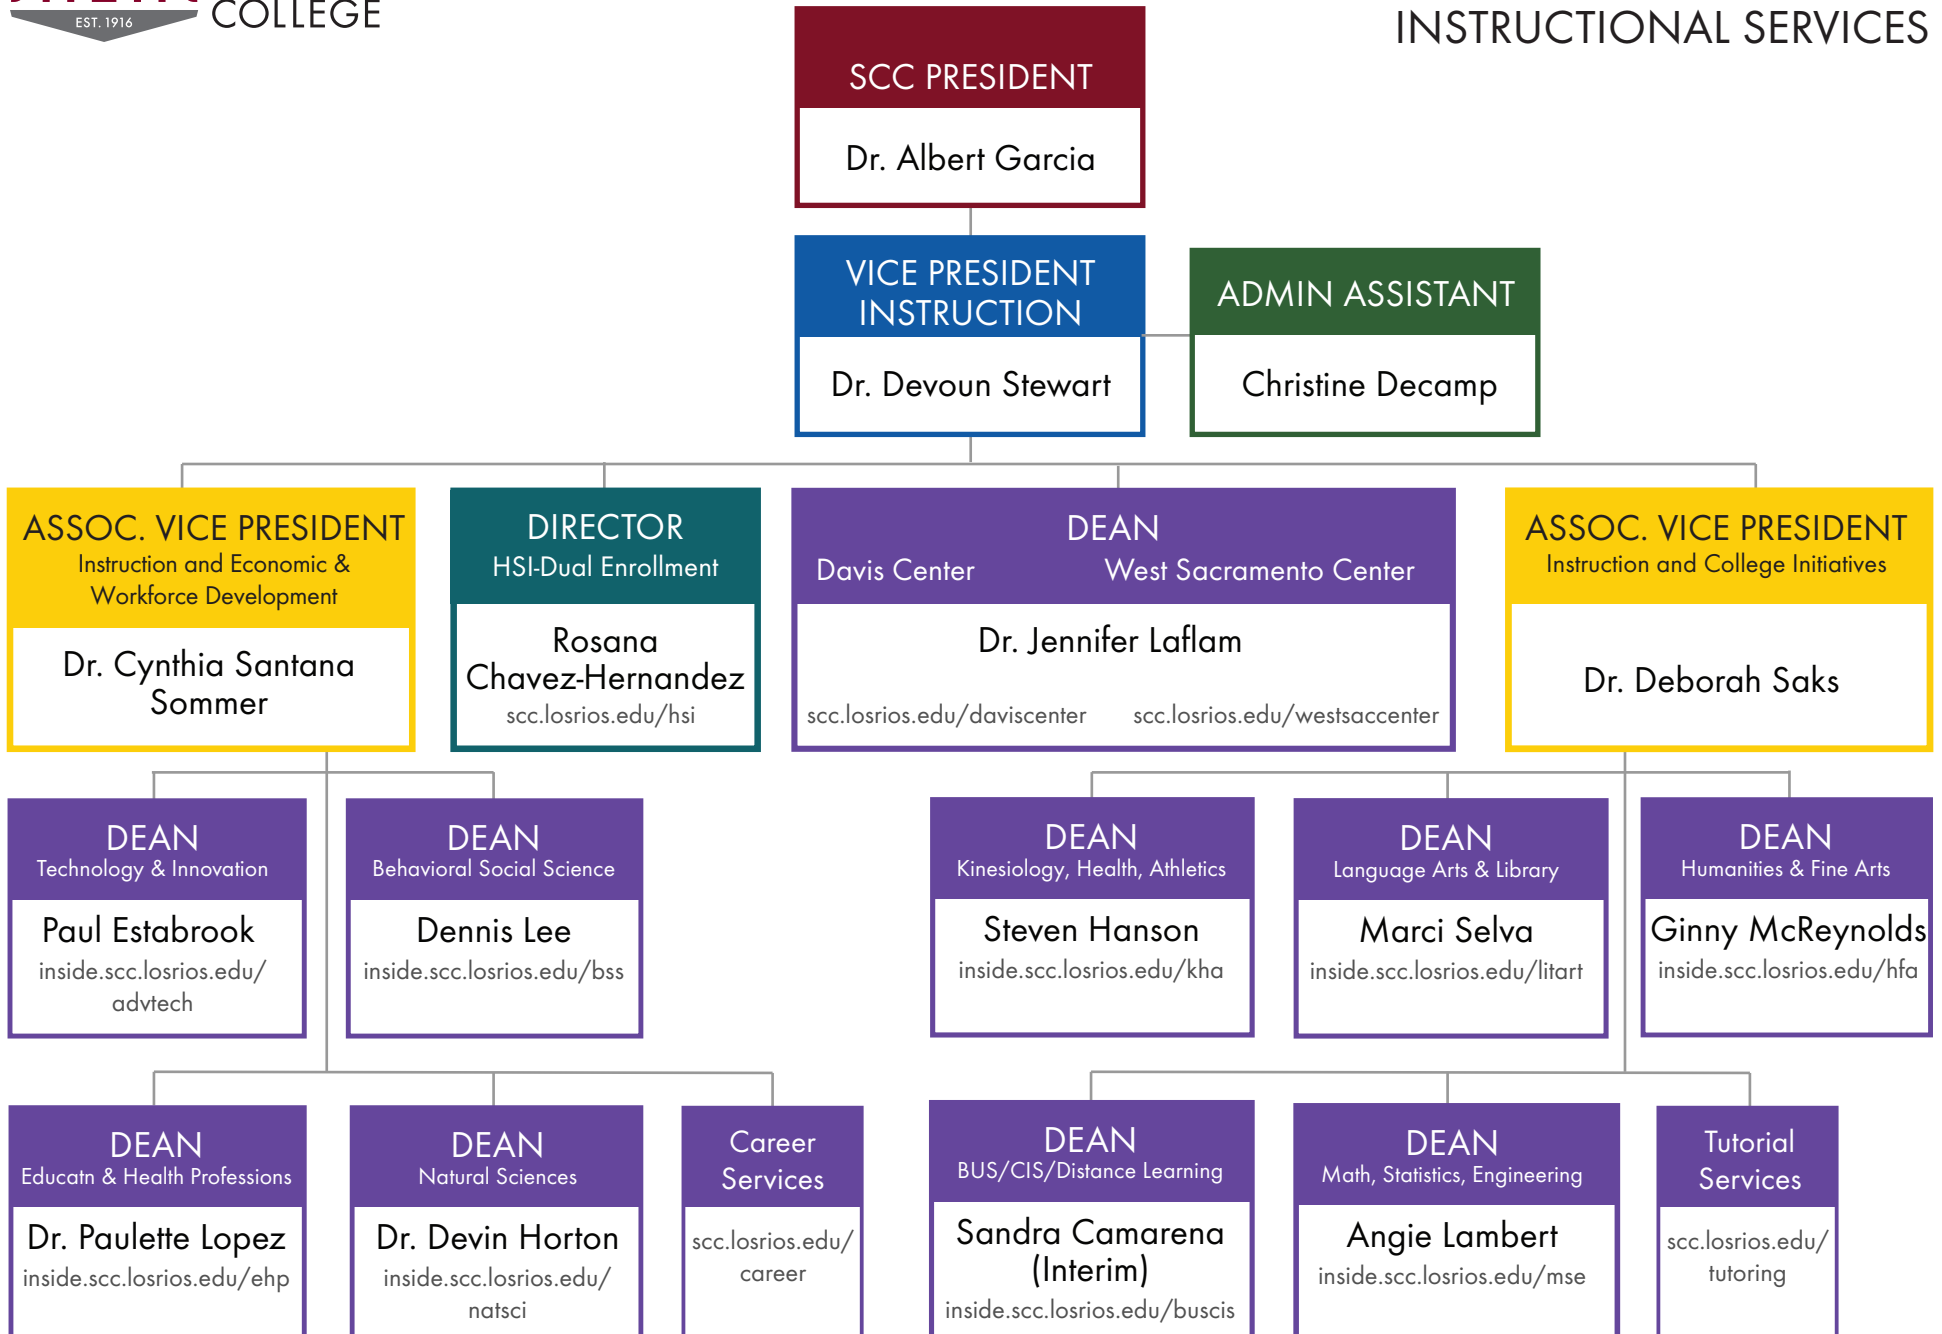 EST. 1916
COLLEGE
INSTRUCTIONAL SERVICES
SCC PRESIDENT
Dr. Albert Garcia
VICE PRESIDENT
INSTRUCTION
Dr. Devoun Stewart
ADMIN ASSISTANT
Christine Decamp
ASSOC. VICE PRESIDENT
Instruction and Economic &
Workforce Development
Dr. Cynthia Santana
Sommer
DIRECTOR
HSI-Dual Enrollment
Rosana
Chavez-Hernandez
scc.losrios.edu/hsi
DEAN
Davis Center
West Sacramento Center
Dr. Jennifer Laflam
scc.losrios.edu/daviscenter
scc.losrios.edu/westsaccenter
ASSOC. VICE PRESIDENT
Instruction and College Initiatives
Dr. Deborah Saks
DEAN
Technology & Innovation
Paul Estabrook
inside.scc.losrios.edu/
advtech
DEAN
Behavioral Social Science
Dennis Lee
inside.scc.losrios.edu/bss
DEAN
Kinesiology, Health, Athletics
Steven Hanson
inside.scc.losrios.edu/kha
DEAN
Language Arts & Library
Marci Selva
inside.scc.losrios.edu/litart
DEAN
Humanities & Fine Arts
Ginny McReynolds
inside.scc.losrios.edu/hfa
DEAN
Educatn & Health Professions
Dr. Paulette Lopez
inside.scc.losrios.edu/ehp
DEAN
Natural Sciences
Dr. Devin Horton
inside.scc.losrios.edu/
natsci
Career
Services
scc.losrios.edu/
career
DEAN
BUS/CIS/Distance Learning
Sandra Camarena
(Interim)
inside.scc.losrios.edu/buscis
DEAN
Math, Statistics, Engineering
Angie Lambert
inside.scc.losrios.edu/mse
Tutorial
Services
scc.losrios.edu/
tutoring